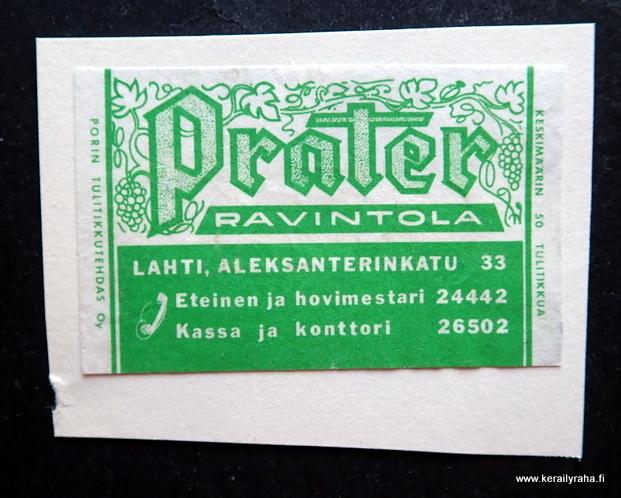 Prater
RAVINTOLA
LAHTI, ALEKSANTERINKATU 33
Eteinen ja hovimestari 24442
Kassa ja konttori 26502
PORIN TULITIKKUTEHDAS Oy
KESKIMÄÄRIN 50 TULITIKKUA
www.kerailyraha.fi